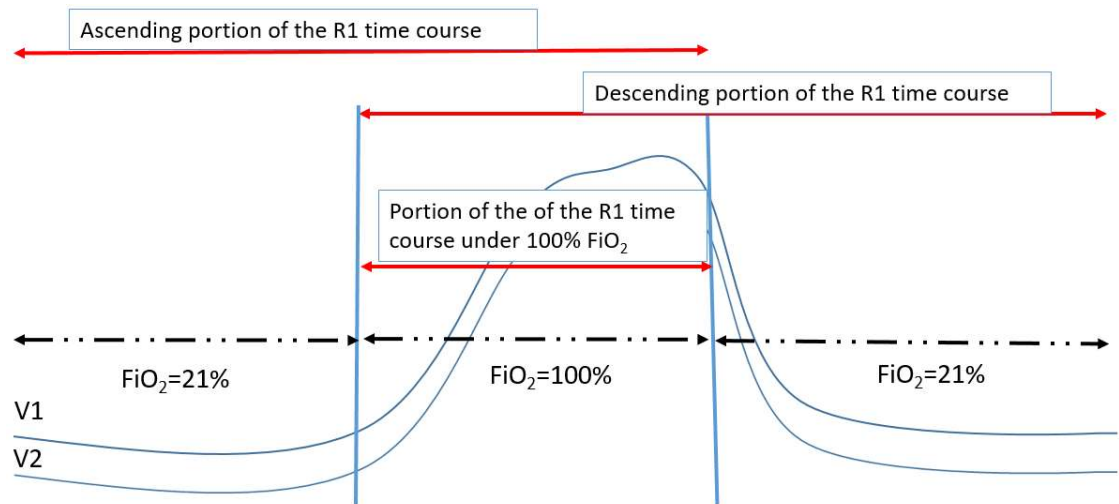 Ascending portion of the R1 time course
Descending portion of the R1 time course
Portion of the of the R1 time
course under 100% FiO₂
FiO₂=21%
FiO₂=100%
FiO₂=21%
V1
V2